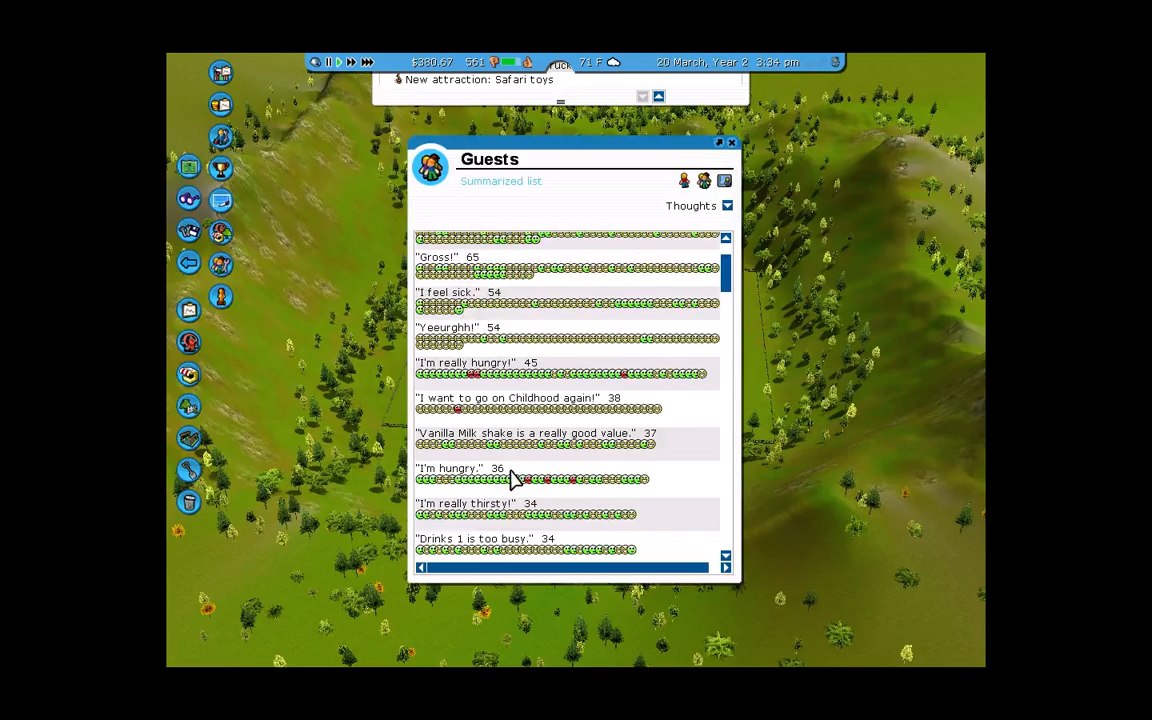 $380.67 561 71 F 20 March, Year 2 3:34 pm
New attraction: Safari toys
Guests
Summarized list
Thoughts
"Gross!" 65
"I feel sick." 54
"Yeeurghh!" 54
"I'm really hungry!" 45
"I want to go on Childhood again!" 38
"Vanilla Milk shake is a really good value." 37
"I'm hungry." 36
"I'm really thirsty!" 34
"Drinks 1 is too busy." 34